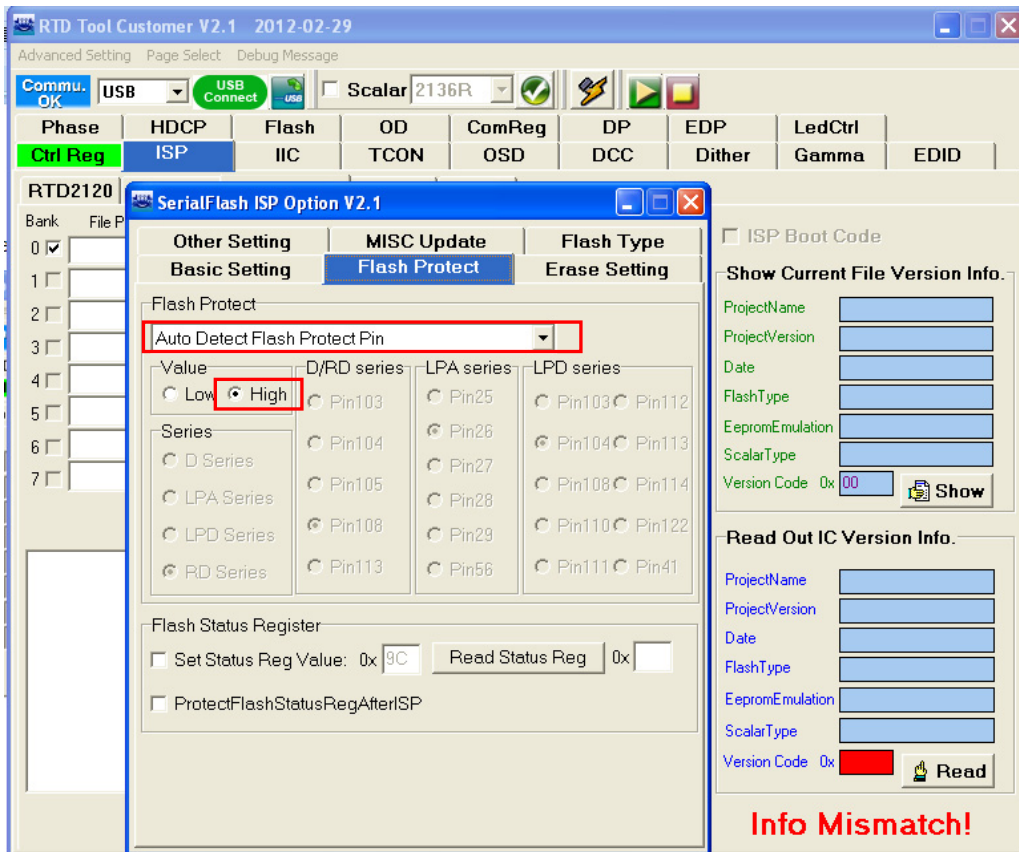 RTD Tool Customer V2.1 2012-02-29
Advanced Setting Page Select Debug Message
Commu. OK USB USB Connect USB Scalar 2136R
Phase HDCP Flash OD ComReg DP EDP LedCtrl
Ctrl Reg ISP IIC TCON OSD DCC Dither Gamma EDID
RTD2120
Bank File P
0
1
2
3
4
5
6
7
SerialFlash ISP Option V2.1
Other Setting MISC Update Flash Type
Basic Setting Flash Protect Erase Setting
Flash Protect
Auto Detect Flash Protect Pin
Value
Low High
Series
D Series
LPA Series
LPD Series
RD Series
D/RD series
Pin103
Pin104
Pin105
Pin108
Pin113
LPA series
Pin25
Pin26
Pin27
Pin28
Pin29
Pin56
LPD series
Pin103 Pin112
Pin104 Pin113
Pin108 Pin114
Pin110 Pin122
Pin111 Pin41
Flash Status Register
Set Status Reg Value: 0x 9C Read Status Reg 0x
ProtectFlashStatusRegAfterISP
ISP Boot Code
Show Current File Version Info.
ProjectName
ProjectVersion
Date
FlashType
EepromEmulation
ScalarType
Version Code 0x 00 Show
Read Out IC Version Info.
ProjectName
ProjectVersion
Date
FlashType
EepromEmulation
ScalarType
Version Code 0x Read
Info Mismatch!